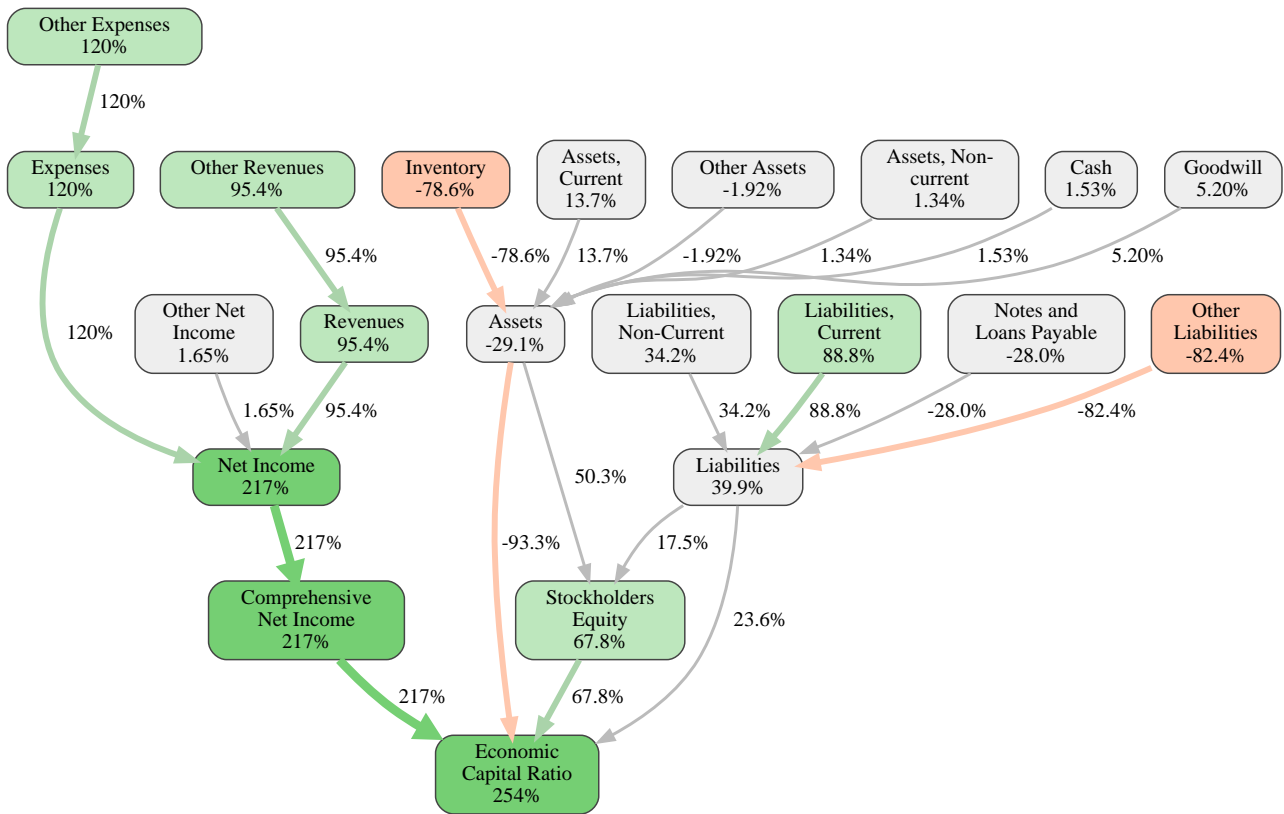 Other Expenses
120%
120%
Expenses
120%
Other Revenues
95.4%
Inventory
-78.6%
Assets,
Current
13.7%
Other Assets
-1.92%
Assets, Non-
current
1.34%
Cash
1.53%
Goodwill
5.20%
95.4%
-78.6%
13.7%
-1.92%
1.34%
1.53%
5.20%
120%
Other Net
Income
1.65%
Revenues
95.4%
Assets
-29.1%
Liabilities,
Non-Current
34.2%
Liabilities,
Current
88.8%
Notes and
Loans Payable
-28.0%
Other
Liabilities
-82.4%
1.65%
95.4%
34.2%
88.8%
-28.0%
-82.4%
Net Income
217%
50.3%
Liabilities
39.9%
217%
-93.3%
17.5%
Comprehensive
Net Income
217%
Stockholders
Equity
67.8%
23.6%
217%
67.8%
Economic
Capital Ratio
254%